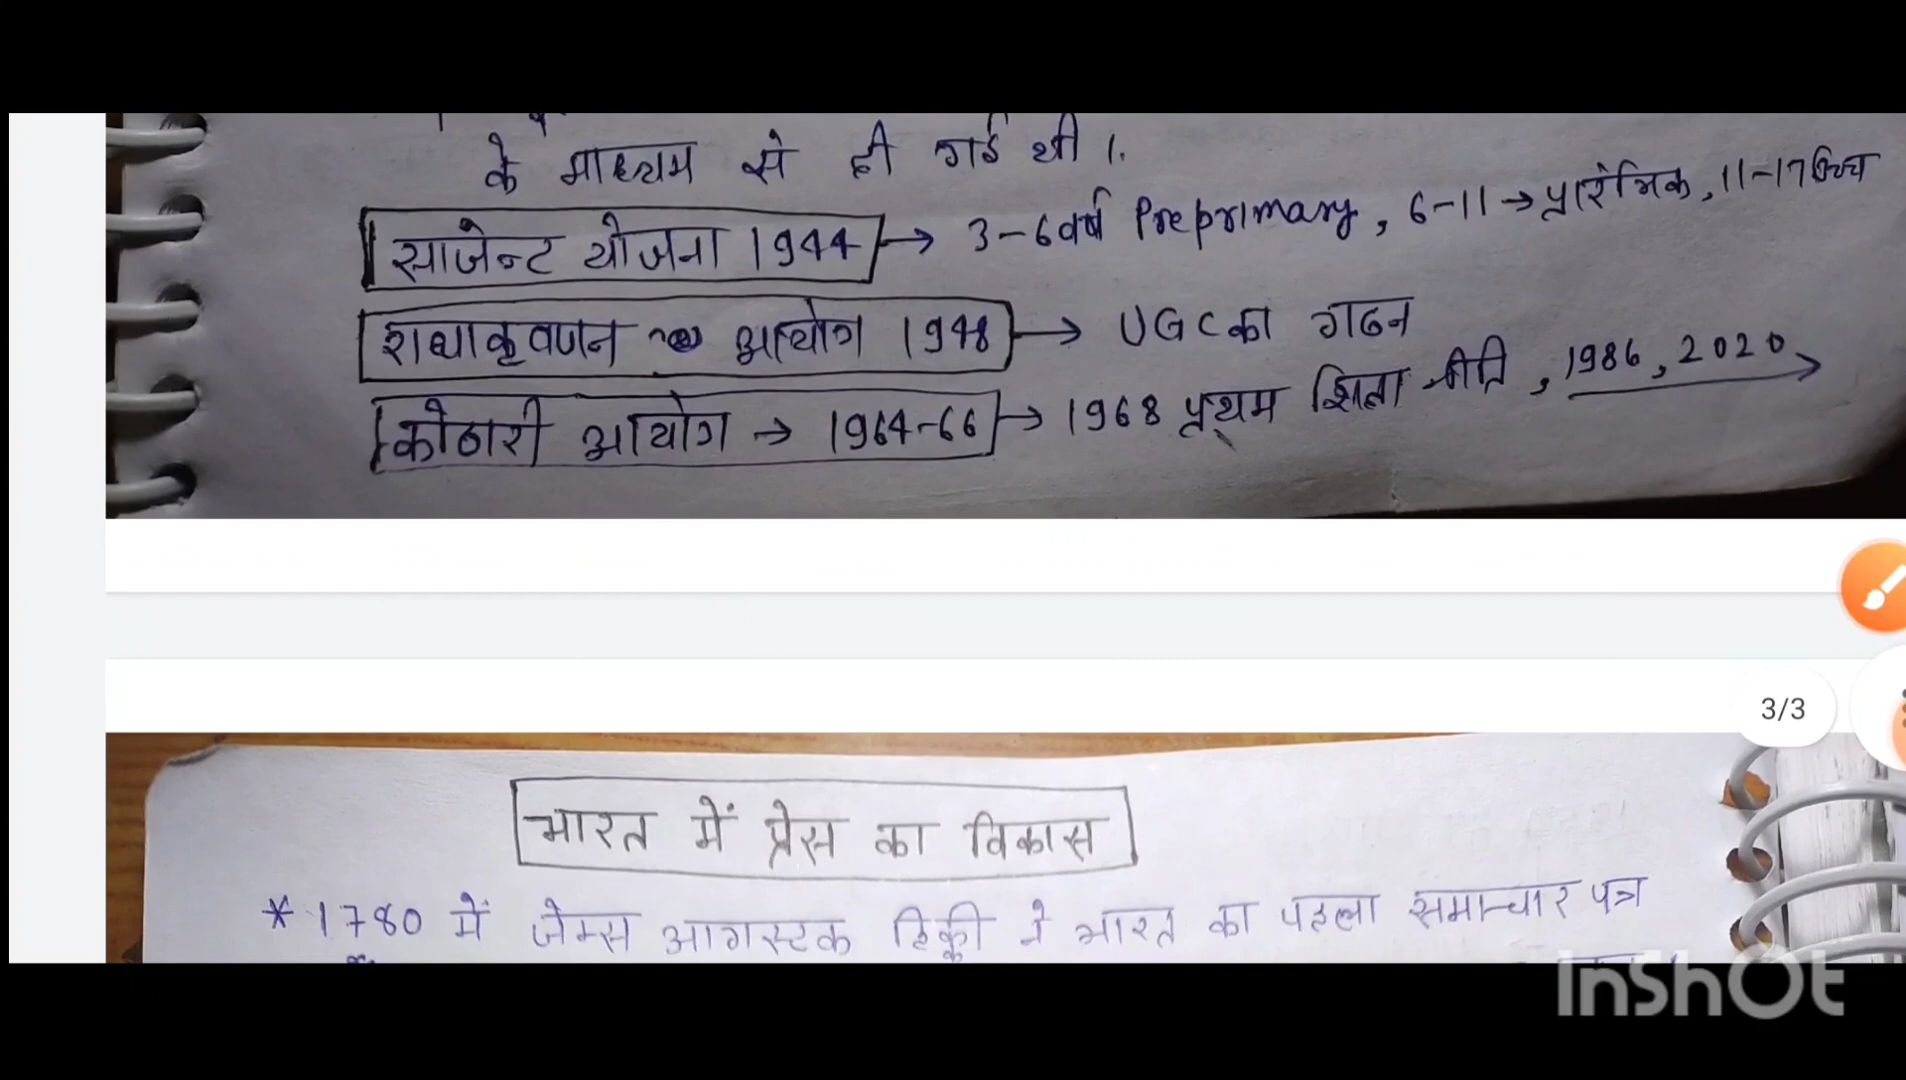 के माध्यम से दी गई थी ।.
सार्जेन्ट योजना 1944 → 3-6 वर्ष Preprimary, 6-11 → प्रारंभिक, 11-17 उच्च
राधाकृष्णन आयोग 1948 → UGC का गठन
कोठारी आयोग → 1964-66 → 1968 प्रथम शिक्षा नीति, 1986, 2020
3/3
भारत में प्रेस का विकास
* 1780 में जेम्स आगस्टक हिक्की ने भारत का पहला समाचार पत्र
InShOt